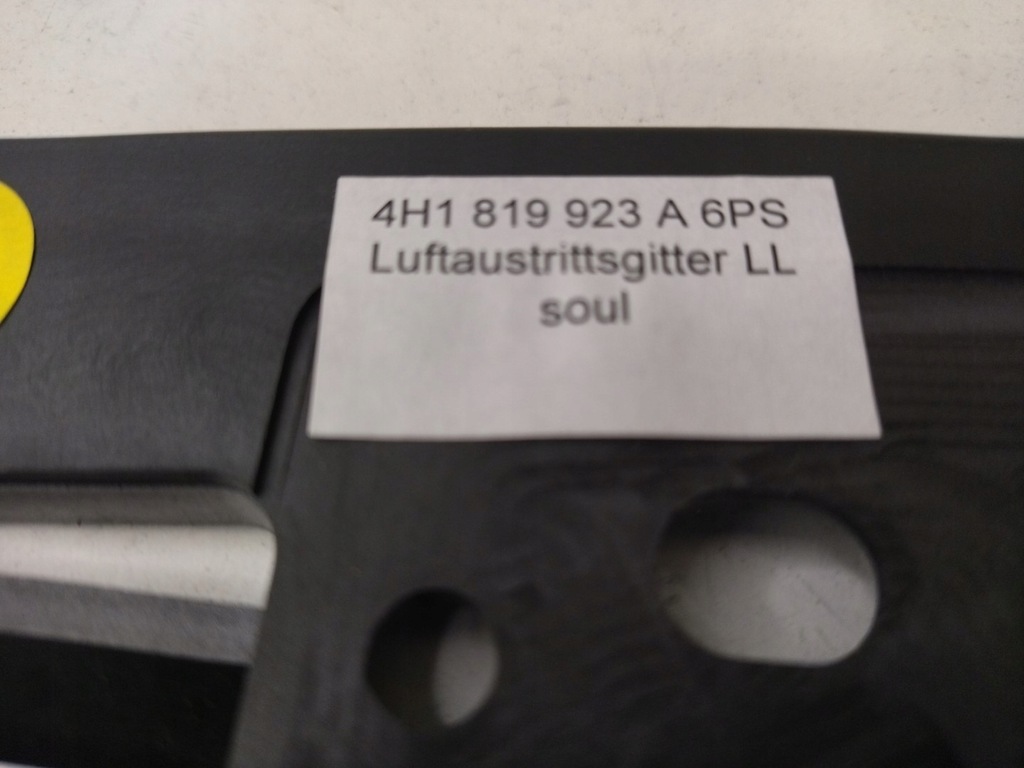 4H1 819 923 A 6PS
Luftaustrittsgitter LL
soul